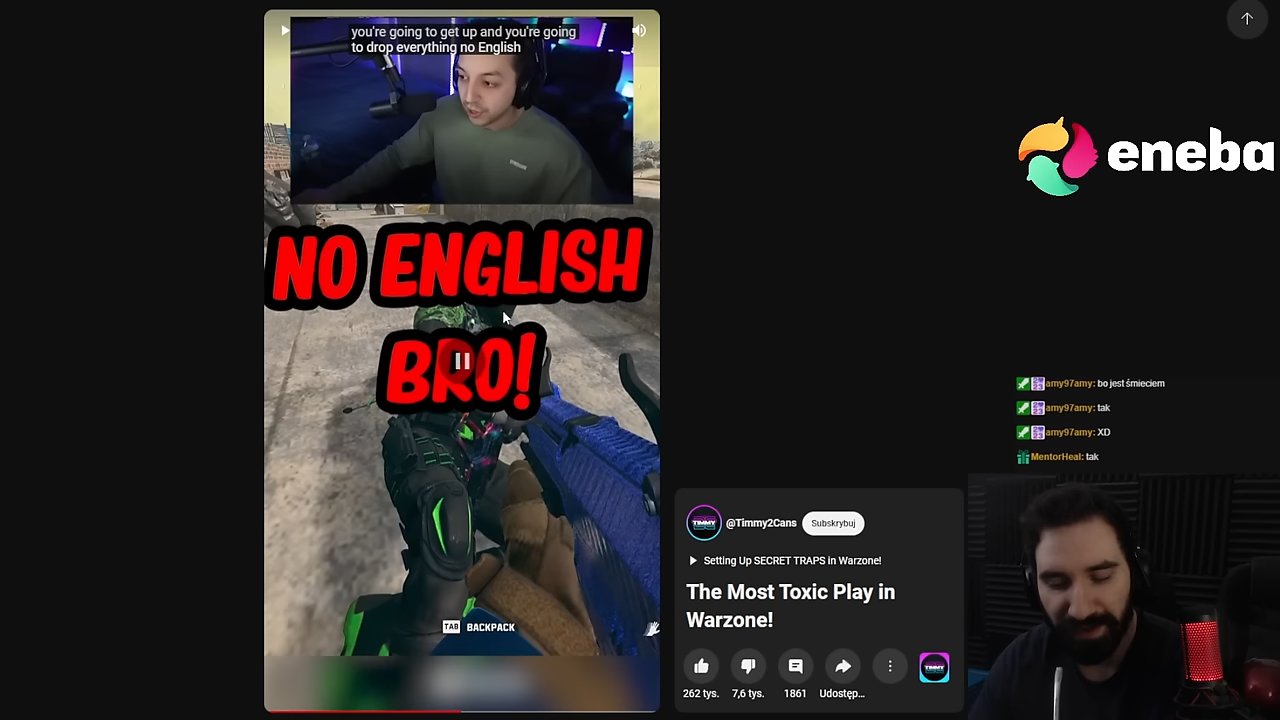 you're going to get up and you're going
to drop everything no English
NO ENGLISH
BRO!
TAB BACKPACK
eneba
amy97amy: bo jest śmieciem
amy97amy: tak
amy97amy: XD
MentorHeal: tak
@Timmy2Cans Subskrybuj
Setting Up SECRET TRAPS in Warzone!
The Most Toxic Play in
Warzone!
262 tys. 7,6 tys. 1861 Udostęp...